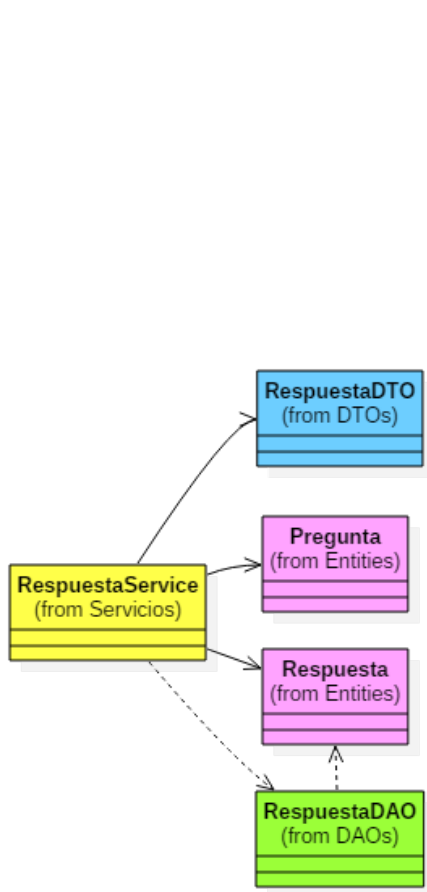 RespuestaDTO
(from DTOs)
Pregunta
(from Entities)
RespuestaService
(from Servicios)
Respuesta
(from Entities)
RespuestaDAO
(from DAOs)